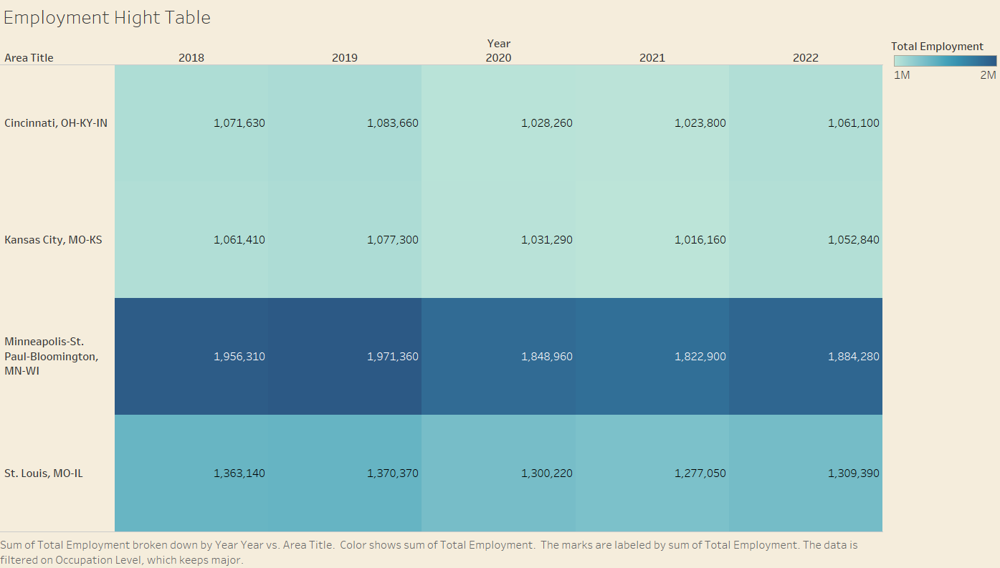 Employment Hight Table
Year
Area Title 2018 2019 2020 2021 2022
Cincinnati, OH-KY-IN 1,071,630 1,083,660 1,028,260 1,023,800 1,061,100
Kansas City, MO-KS 1,061,410 1,077,300 1,031,290 1,016,160 1,052,840
Minneapolis-St.
Paul-Bloomington, 1,956,310 1,971,360 1,848,960 1,822,900 1,884,280
MN-WI
St. Louis, MO-IL 1,363,140 1,370,370 1,300,220 1,277,050 1,309,390
Total Employment
1M 2M
Sum of Total Employment broken down by Year Year vs. Area Title. Color shows sum of Total Employment. The marks are labeled by sum of Total Employment. The data is
filtered on Occupation Level, which keeps major.